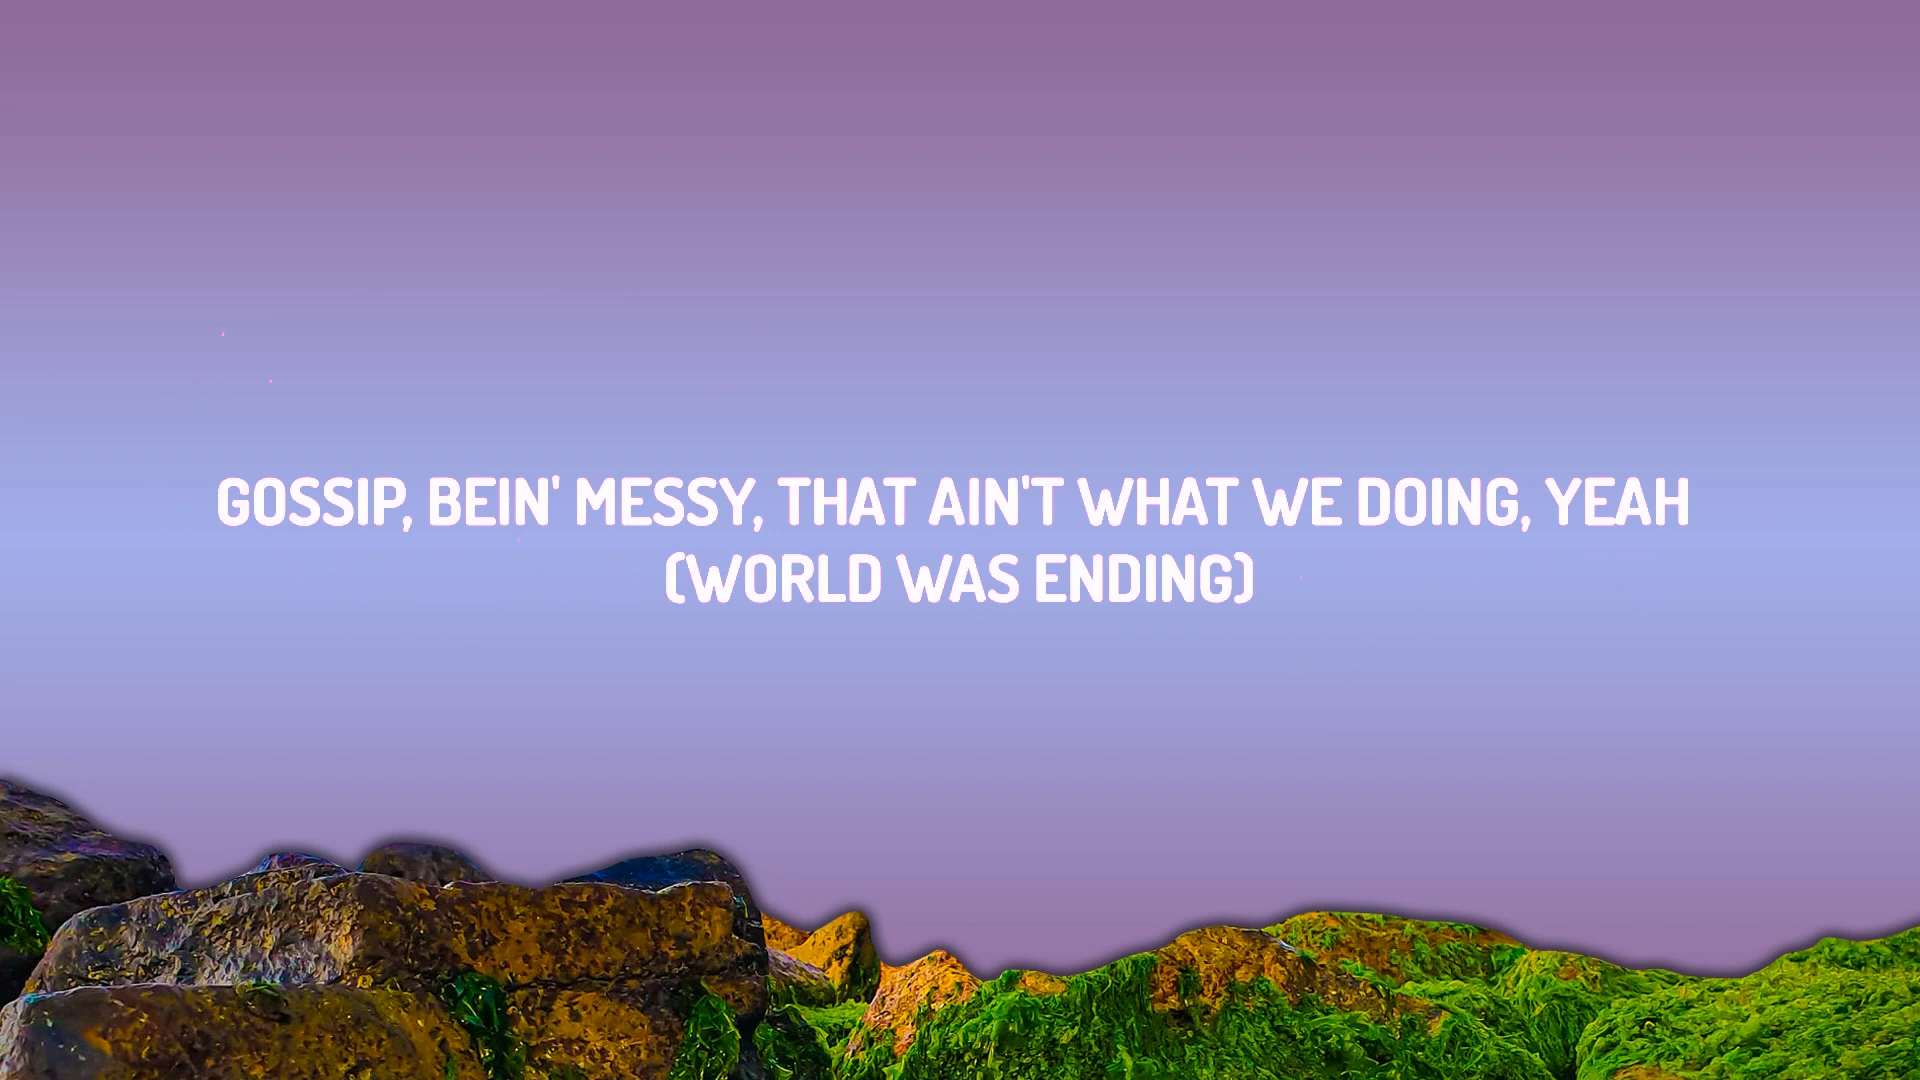 GOSSIP, BEIN' MESSY, THAT AIN'T WHAT WE DOING, YEAH
(WORLD WAS ENDING)